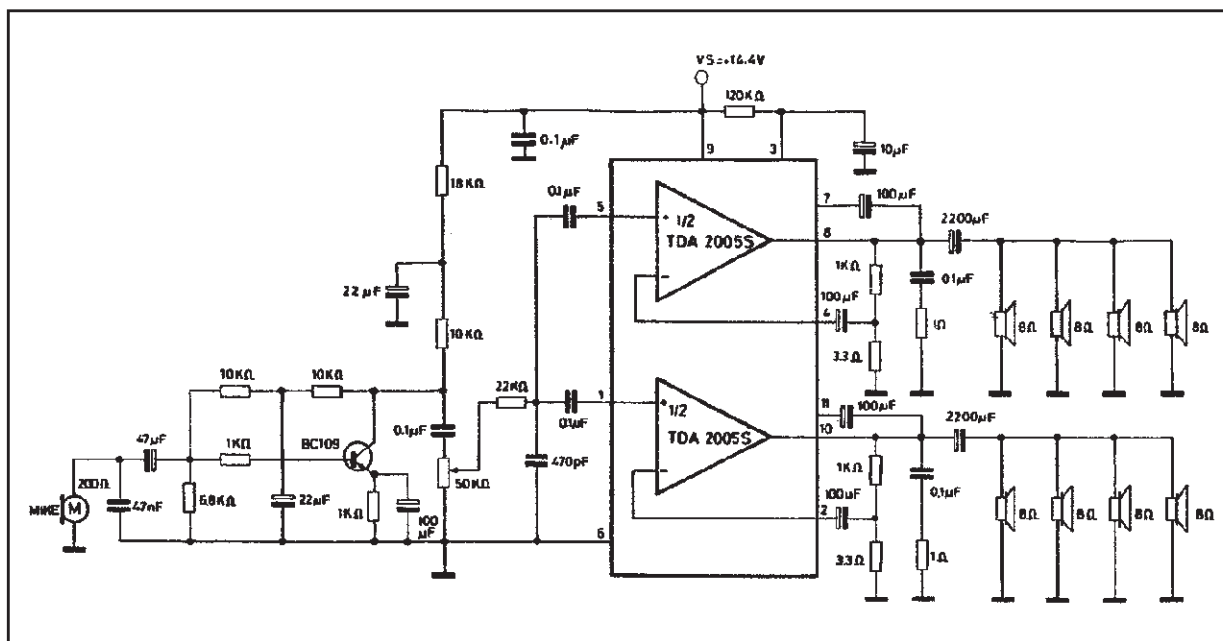 VS=+14.4V
120KΩ
0.1µF
9
3
10µF
18KΩ
0.1µF
5
7
100µF
1/2
TDA 2005S
8
2200µF
22µF
1KΩ
0.1µF
100µF
4
10KΩ
1Ω
8Ω
8Ω
8Ω
8Ω
3.3Ω
10KΩ
10KΩ
22KΩ
1
11
100µF
0.1µF
1/2
TDA 2005S
10
2200µF
47µF
1KΩ
BC109
0.1µF
470pF
1KΩ
0.1µF
200Ω
50KΩ
100µF
MIKE
M
47nF
6.8KΩ
22µF
1KΩ
100
µF
2
8Ω
8Ω
8Ω
8Ω
6
3.3Ω
1Ω